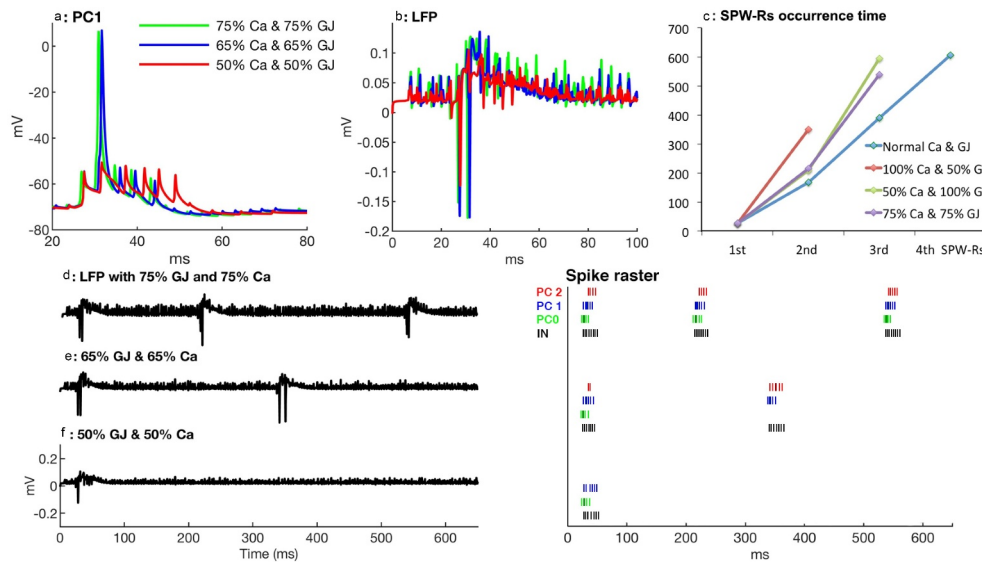 a: PC1
75% Ca & 75% GJ
65% Ca & 65% GJ
50% Ca & 50% GJ
0
-20
-40
-60
-80
mV
20 40 60 80
ms
b: LFP
0.1
0.05
0
-0.05
-0.1
-0.15
-0.2
mV
0 20 40 60 80 100
ms
c: SPW-Rs occurrence time
600
500
400
300
200
100
0
1st 2nd 3rd 4th SPW-Rs
Normal Ca & GJ
100% Ca & 50% G
50% Ca & 100% G
75% Ca & 75% GJ
d: LFP with 75% GJ and 75% Ca
e: 65% GJ & 65% Ca
f: 50% GJ & 50% Ca
0.2
0
-0.2
mV
0 100 200 300 400 500 600
Time (ms)
Spike raster
PC 2
PC 1
PC0
IN
0 100 200 300 400 500 600
ms